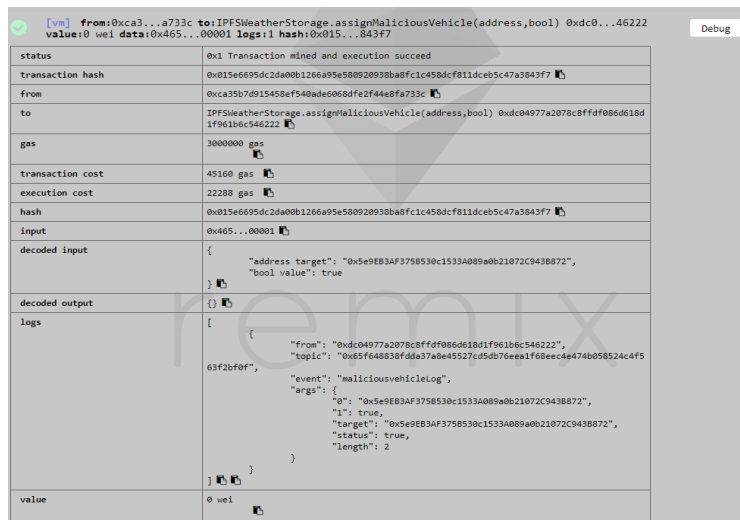 [vm] from:0xca3...a733c to:IPFSWeatherStorage.assignMaliciousVehicle(address,bool) 0xdc0...46222
value:0 wei data:0x465...00001 logs:1 hash:0x015...843f7
Debug
status 0x1 Transaction mined and execution succeed
transaction hash 0x015e6695dc2da00b1266a95e580920938ba8fc1c458dcf811dceb5c47a3843f7
from 0xca35b7d915458ef540ade6068dfe2f44e8fa733c
to IPFSWeatherStorage.assignMaliciousVehicle(address,bool) 0xdc04977a2078c8ffdf086d618d
1f961b6c546222
gas 3000000 gas
transaction cost 45160 gas
execution cost 22288 gas
hash 0x015e6695dc2da00b1266a95e580920938ba8fc1c458dcf811dceb5c47a3843f7
input 0x465...00001
decoded input {
"address target": "0x5e9EB3AF375B530c1533A089a0b21072C943B872",
"bool value": true
}
decoded output {}
logs [
{
"from": "0xdc04977a2078c8ffdf086d618d1f961b6c546222",
"topic": "0x65f648838fdda37a8e45527cd5db76eea1f68eec4e474b058524c4f5
63f2bf0f",
"event": "maliciousvehicleLog",
"args": {
"0": "0x5e9EB3AF375B530c1533A089a0b21072C943B872",
"1": true,
"target": "0x5e9EB3AF375B530c1533A089a0b21072C943B872",
"status": true,
"length": 2
}
}
]
value 0 wei
remix